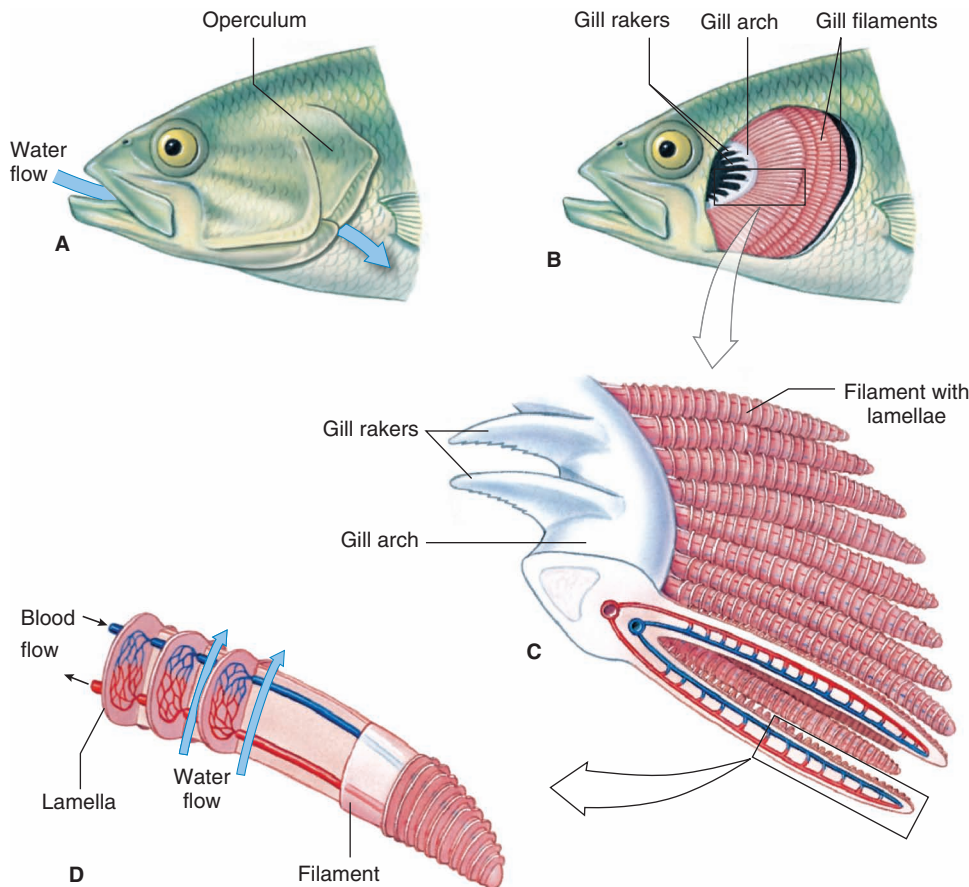 Operculum
Water
flow
A
Gill rakers
Gill arch
Gill filaments
B
Filament with
lamellae
Gill rakers
Gill arch
C
Blood
flow
Lamella
Water
flow
Filament
D